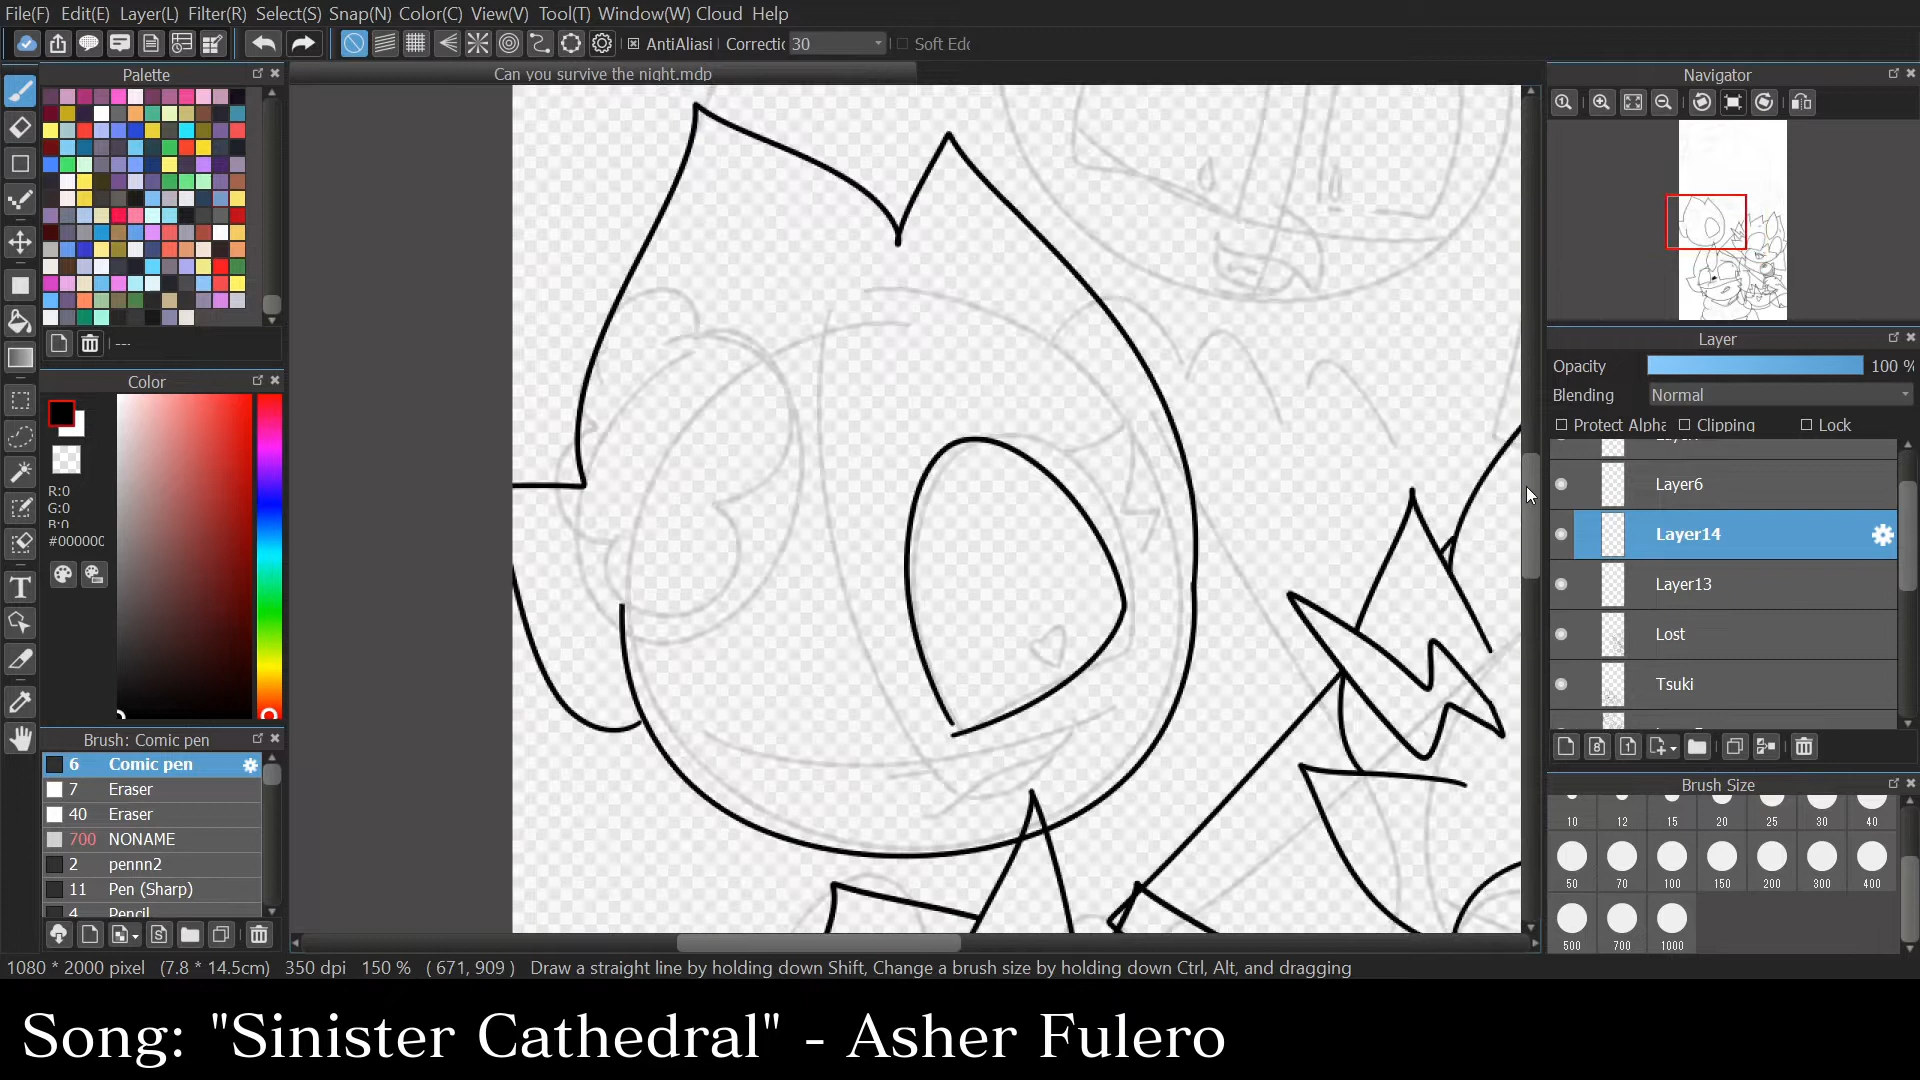 File(F) Edit(E) Layer(L) Filter(R) Select(S) Snap(N) Color(C) View(V) Tool(T) Window(W) Cloud Help
AntiAliasi Correctic 30 Soft Edc
Palette
Can you survive the night.mdp
Navigator
---
Layer
Opacity 100 %
Blending Normal
Protect Alpha Clipping Lock
Layer6
Layer14
Layer13
Lost
Tsuki
Color
R:0
G:0
B:0
#000000
Brush: Comic pen
6 Comic pen
7 Eraser
40 Eraser
700 NONAME
2 pennn2
11 Pen (Sharp)
4 Pencil
Brush Size
10 12 15 20 25 30 40
50 70 100 150 200 300 400
500 700 1000
1080 * 2000 pixel (7.8 * 14.5cm) 350 dpi 150 % ( 671, 909 ) Draw a straight line by holding down Shift, Change a brush size by holding down Ctrl, Alt, and dragging
Song: "Sinister Cathedral" - Asher Fulero